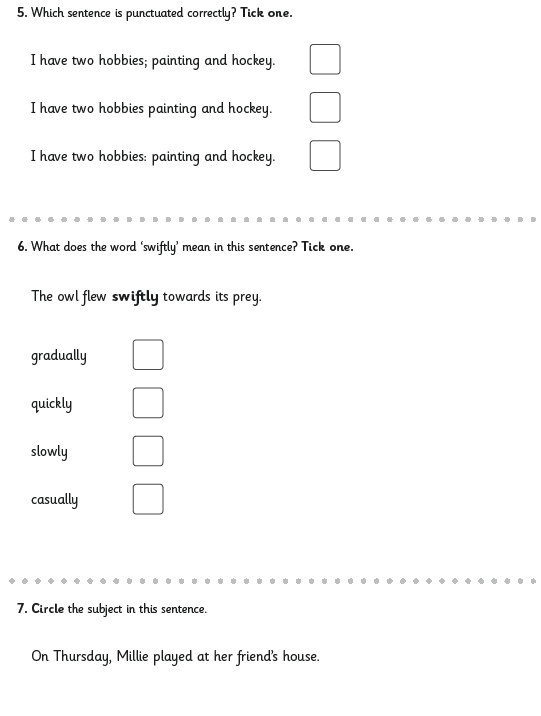 5. Which sentence is punctuated correctly? Tick one.
I have two hobbies; painting and hockey.
I have two hobbies painting and hockey.
I have two hobbies: painting and hockey.
6. What does the word ‘swiftly’ mean in this sentence? Tick one.
The owl flew swiftly towards its prey.
gradually
quickly
slowly
casually
7. Circle the subject in this sentence.
On Thursday, Millie played at her friend’s house.